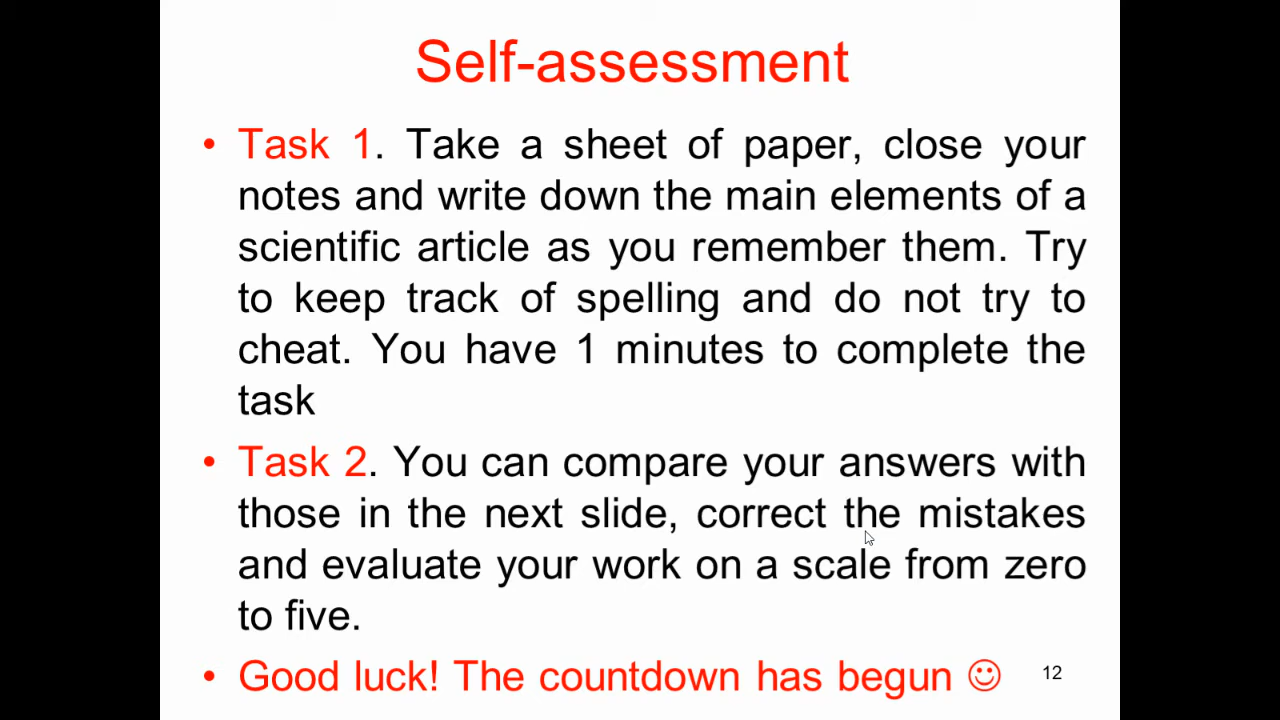 Self-assessment
• Task 1. Take a sheet of paper, close your
notes and write down the main elements of a
scientific article as you remember them. Try
to keep track of spelling and do not try to
cheat. You have 1 minutes to complete the
task
• Task 2. You can compare your answers with
those in the next slide, correct the mistakes
and evaluate your work on a scale from zero
to five.
• Good luck! The countdown has begun ☺
12